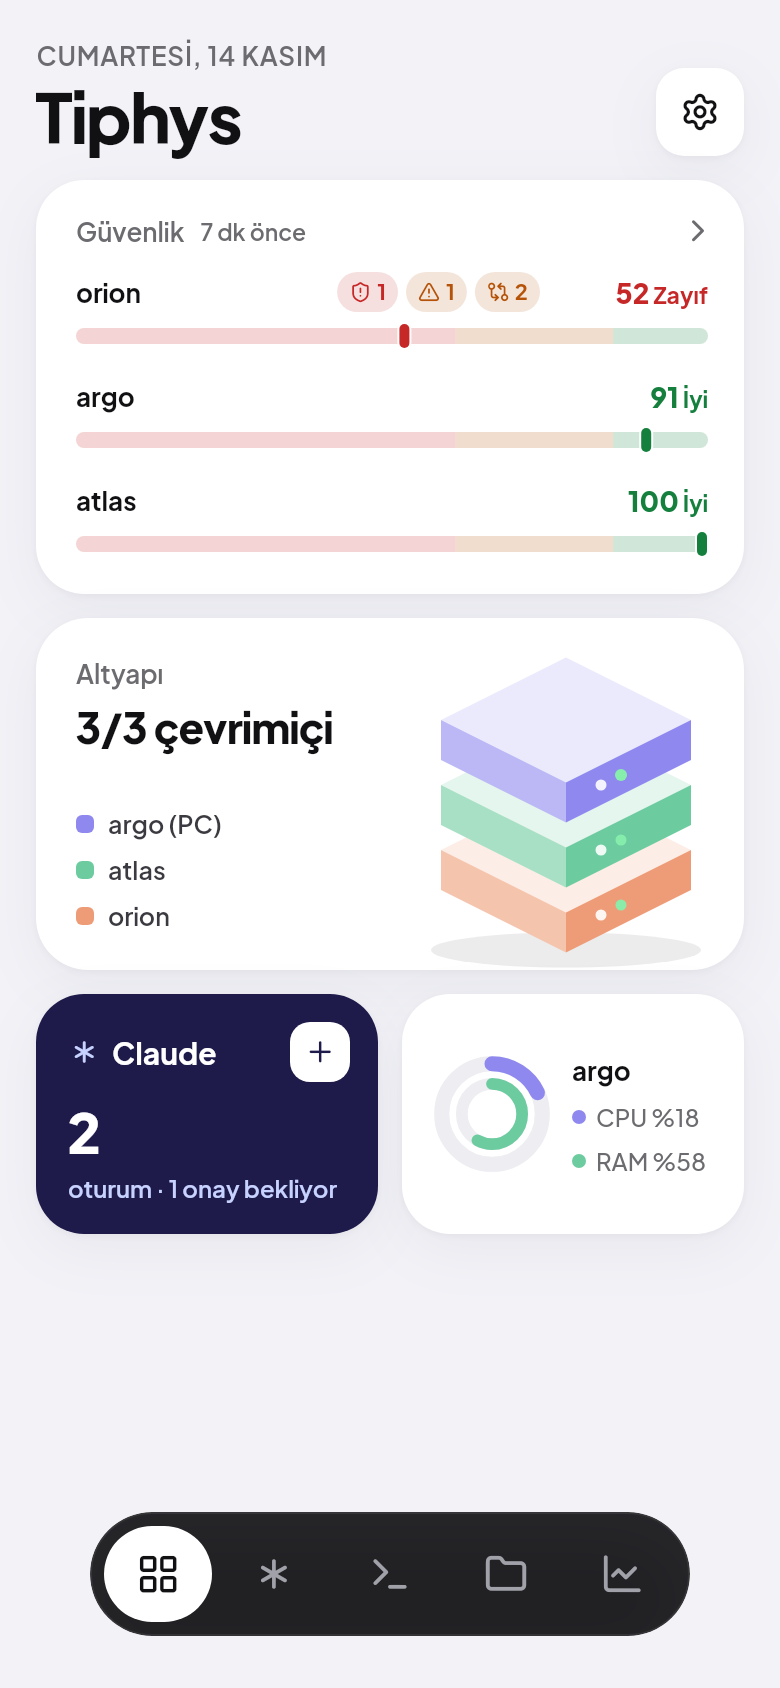 CUMARTESİ, 14 KASIM
Tiphys
Güvenlik 7 dk önce
orion 1 1 2 52 Zayıf
argo 91 İyi
atlas 100 İyi
Altyapı
3/3 çevrimiçi
argo (PC)
atlas
orion
Claude
2
oturum · 1 onay bekliyor
argo
CPU %18
RAM %58